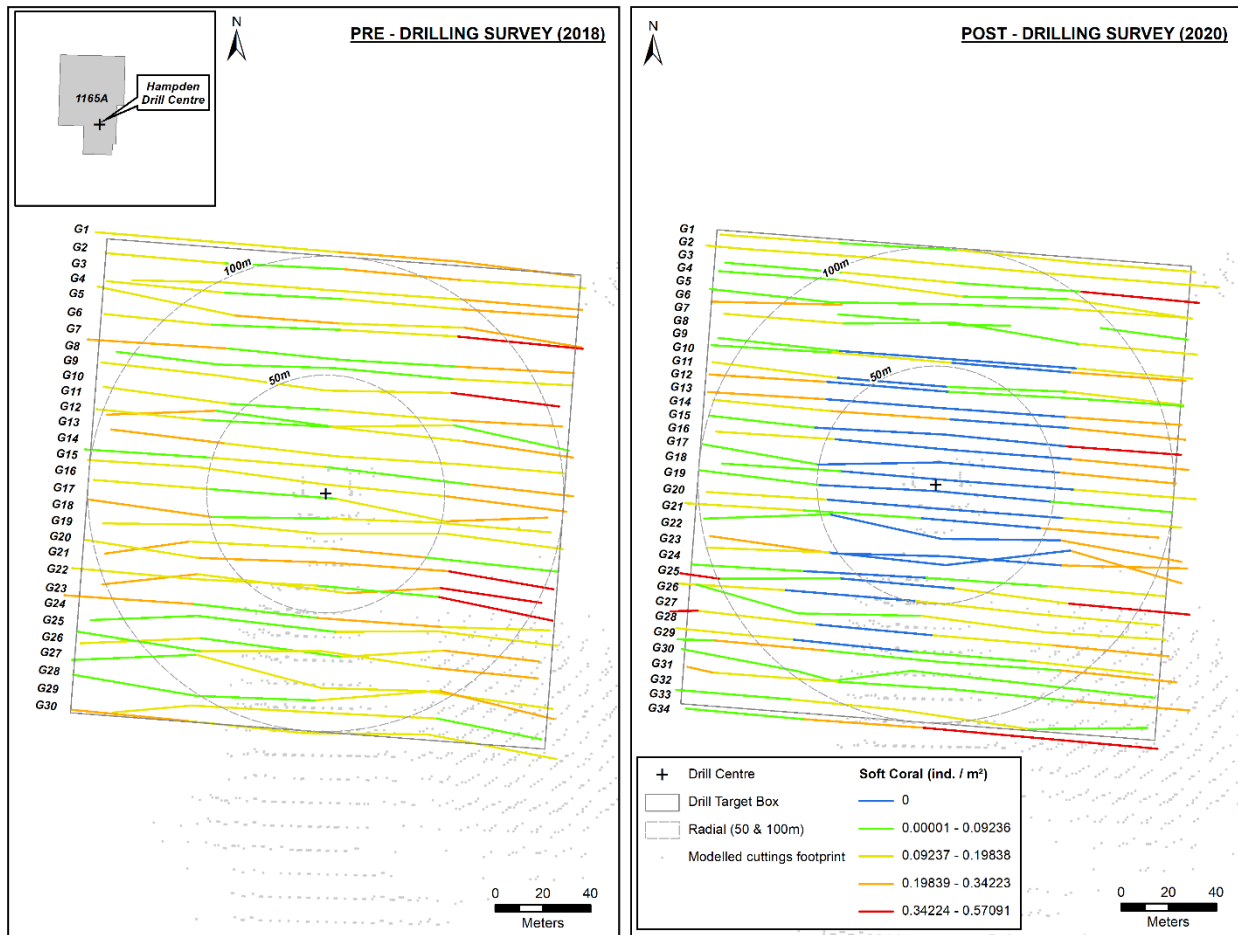 N
PRE - DRILLING SURVEY (2018)
1165A
Hampden
Drill Centre
G1
G2
G3
G4
G5
G6
G7
G8
G9
G10
G11
G12
G13
G14
G15
G16
G17
G18
G19
G20
G21
G22
G23
G24
G25
G26
G27
G28
G29
G30
100m
50m
0 20 40
Meters
N
POST - DRILLING SURVEY (2020)
G1
G2
G3
G4
G5
G6
G7
G8
G9
G10
G11
G12
G13
G14
G15
G16
G17
G18
G19
G20
G21
G22
G23
G24
G25
G26
G27
G28
G29
G30
G31
G32
G33
G34
100m
50m
Drill Centre
Drill Target Box
Radial (50 & 100m)
Modelled cuttings footprint
Soft Coral (ind. / m²)
0
0.00001 - 0.09236
0.09237 - 0.19838
0.19839 - 0.34223
0.34224 - 0.57091
0 20 40
Meters